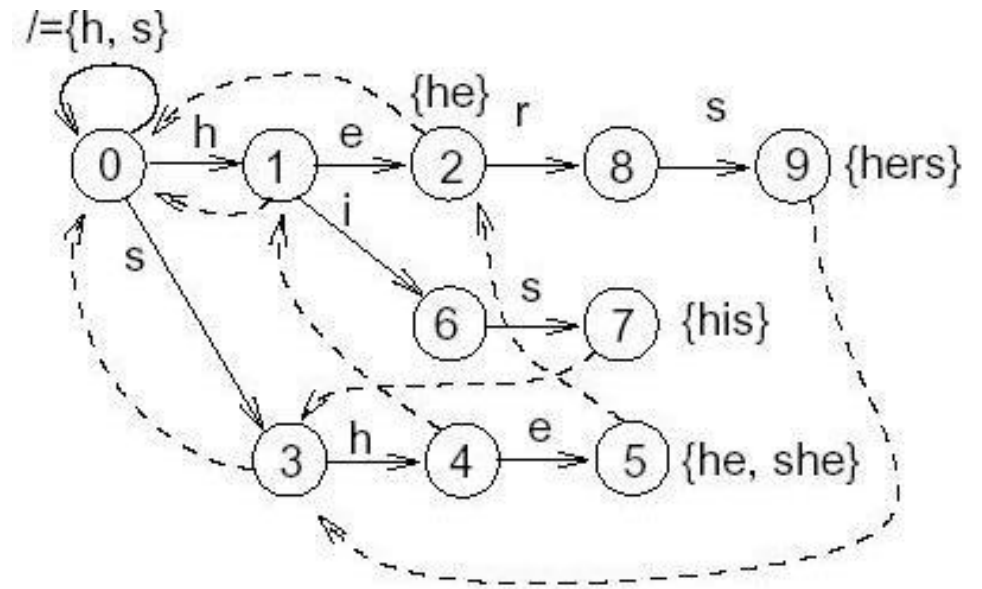 /={h, s}
{he}
h e r s
0 1 2 8 9 {hers}
i
s s
6 7 {his}
h e
3 4 5 {he, she}